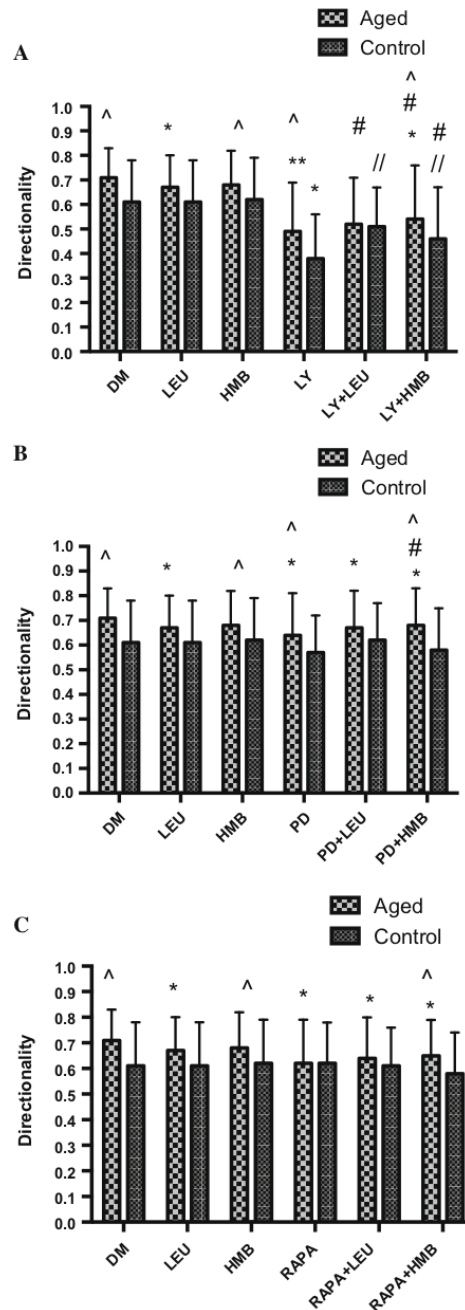 A
Aged
Control
^ * ^ ^ ** * # // ^ # * # //
Directionality
1.0
0.9
0.8
0.7
0.6
0.5
0.4
0.3
0.2
0.1
0.0
DM LEU HMB LY LY+LEU LY+HMB
B
Aged
Control
^ * ^ ^ * * ^ # *
Directionality
1.0
0.9
0.8
0.7
0.6
0.5
0.4
0.3
0.2
0.1
0.0
DM LEU HMB PD PD+LEU PD+HMB
C
Aged
Control
^ * ^ * * ^ *
Directionality
1.0
0.9
0.8
0.7
0.6
0.5
0.4
0.3
0.2
0.1
0.0
DM LEU HMB RAPA RAPA+LEU RAPA+HMB